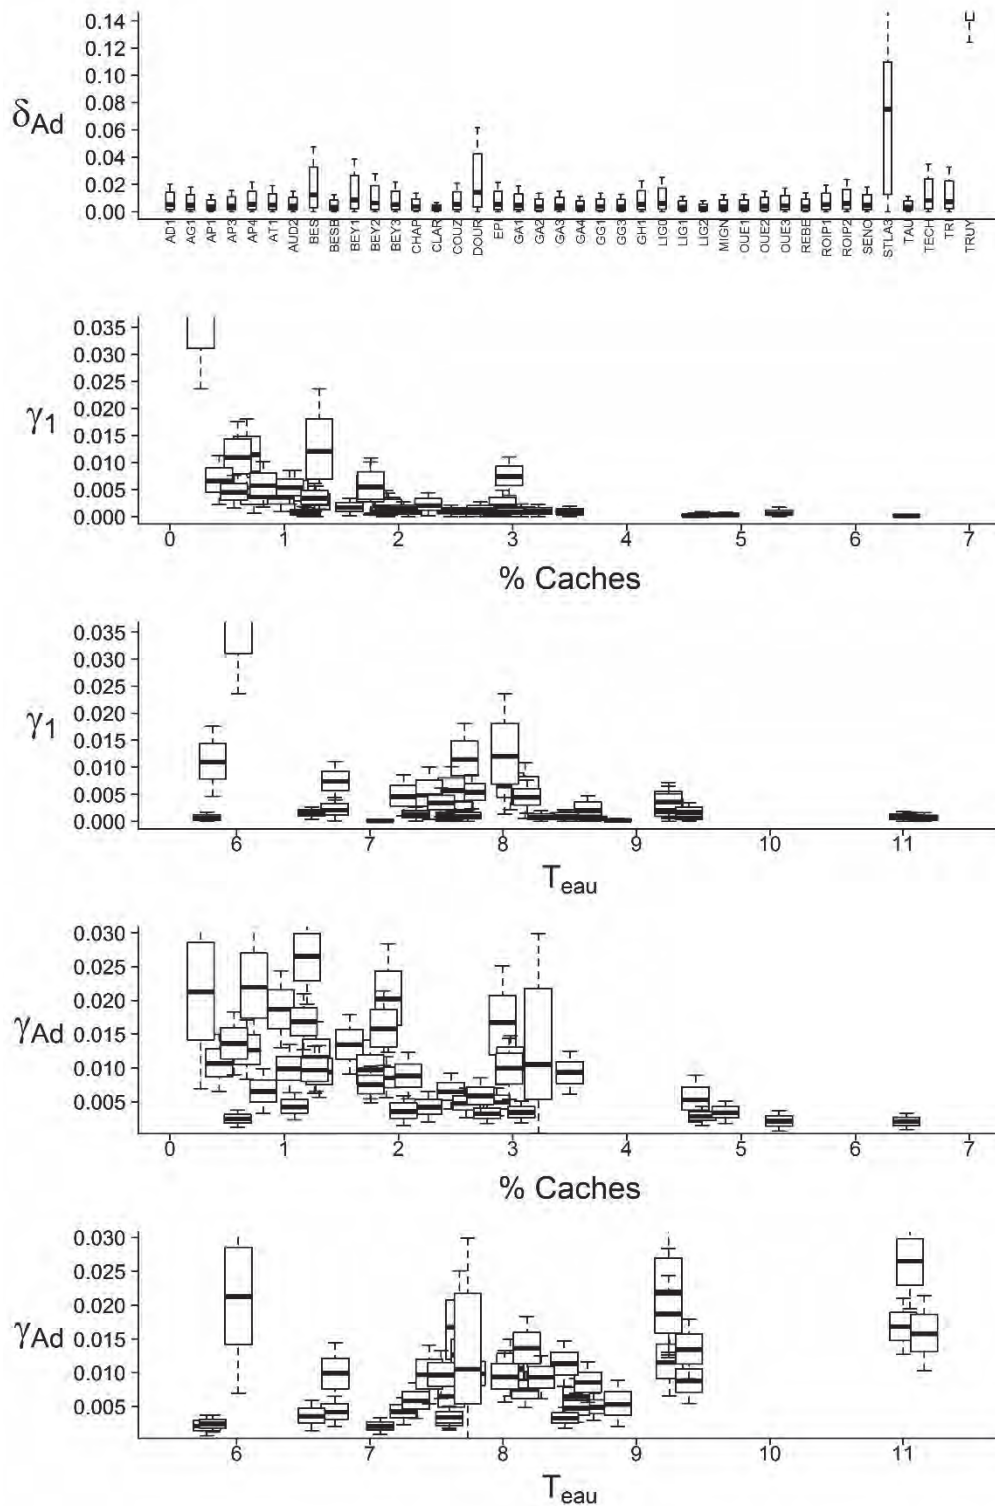 0.14
0.12
0.10
0.08
0.06
0.04
0.02
0.00
δAd
AD1 AG1 AP1 AP3 AP4 AT1 AUD2 BES BESB BEY1 BEY2 BEY3 CHAP CLAR COUZ DOUR EPI GA1 GA2 GA3 GA4 GG1 GG3 GH1 LIG0 LIG1 LIG2 MIGN OUE1 OUE2 OUE3 REBE ROIP1 ROIP2 SENO STLA3 TAU TECH TRI TRUY
0.035
0.030
0.025
0.020
0.015
0.010
0.005
0.000
γ1
0 1 2 3 4 5 6 7
% Caches
0.035
0.030
0.025
0.020
0.015
0.010
0.005
0.000
γ1
6 7 8 9 10 11
Teau
0.030
0.025
0.020
0.015
0.010
0.005
γAd
0 1 2 3 4 5 6 7
% Caches
0.030
0.025
0.020
0.015
0.010
0.005
γAd
6 7 8 9 10 11
Teau